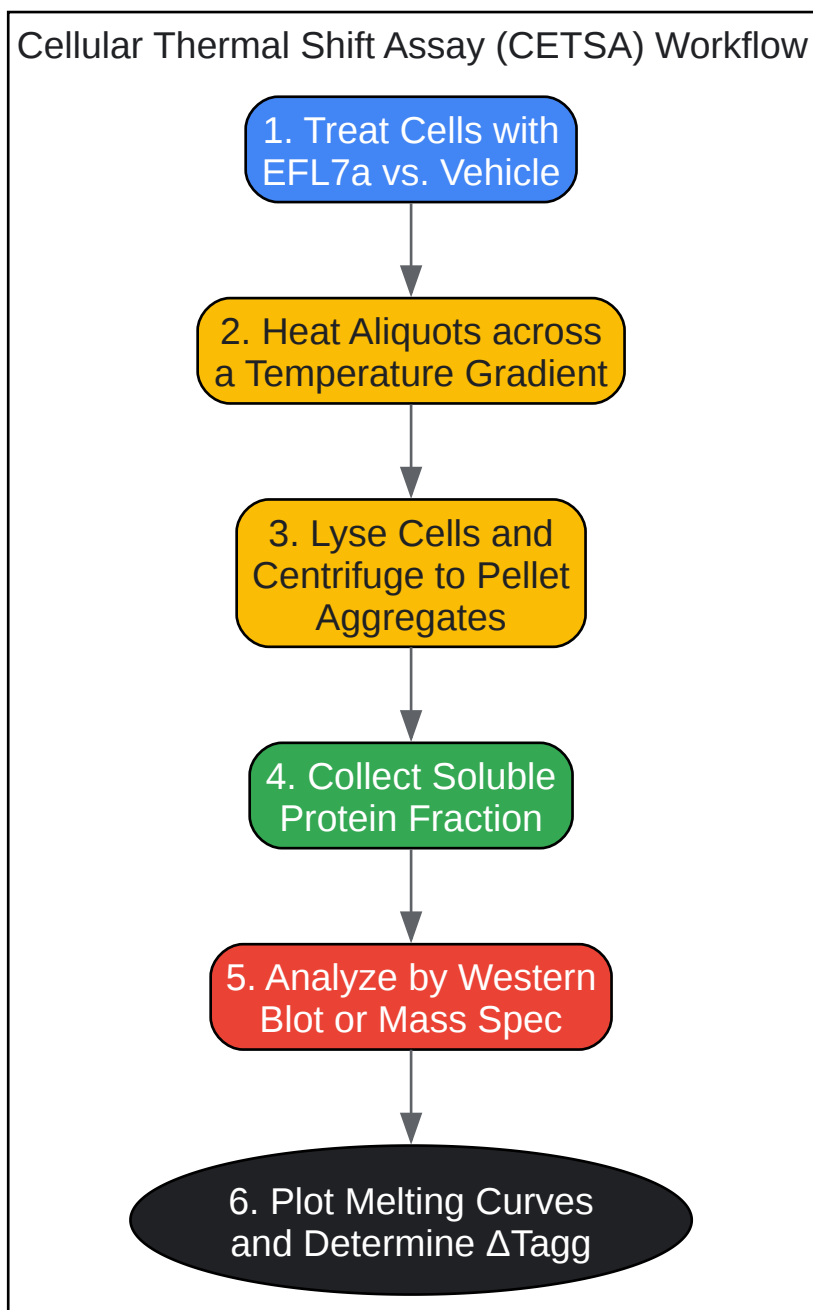 Cellular Thermal Shift Assay (CETSA) Workflow
1. Treat Cells with
EFL7a vs. Vehicle
2. Heat Aliquots across
a Temperature Gradient
3. Lyse Cells and
Centrifuge to Pellet
Aggregates
4. Collect Soluble
Protein Fraction
5. Analyze by Western
Blot or Mass Spec
6. Plot Melting Curves
and Determine ΔTagg